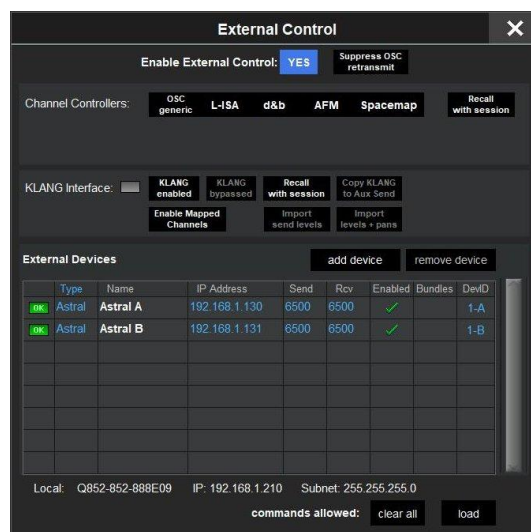 External Control
Enable External Control: YES Suppress OSC retransmit
Channel Controllers: OSC generic L-ISA d&b AFM Spacemap Recall with session
KLANG Interface: KLANG enabled KLANG bypassed Recall with session Copy KLANG to Aux Send
Enable Mapped Channels Import send levels Import levels + pans
External Devices add device remove device
Type Name IP Address Send Rcv Enabled Bundles DevID
OK Astral Astral A 192.168.1.130 6500 6500 1-A
OK Astral Astral B 192.168.1.131 6500 6500 1-B
Local: Q852-852-888E09 IP: 192.168.1.210 Subnet: 255.255.255.0
commands allowed: clear all load